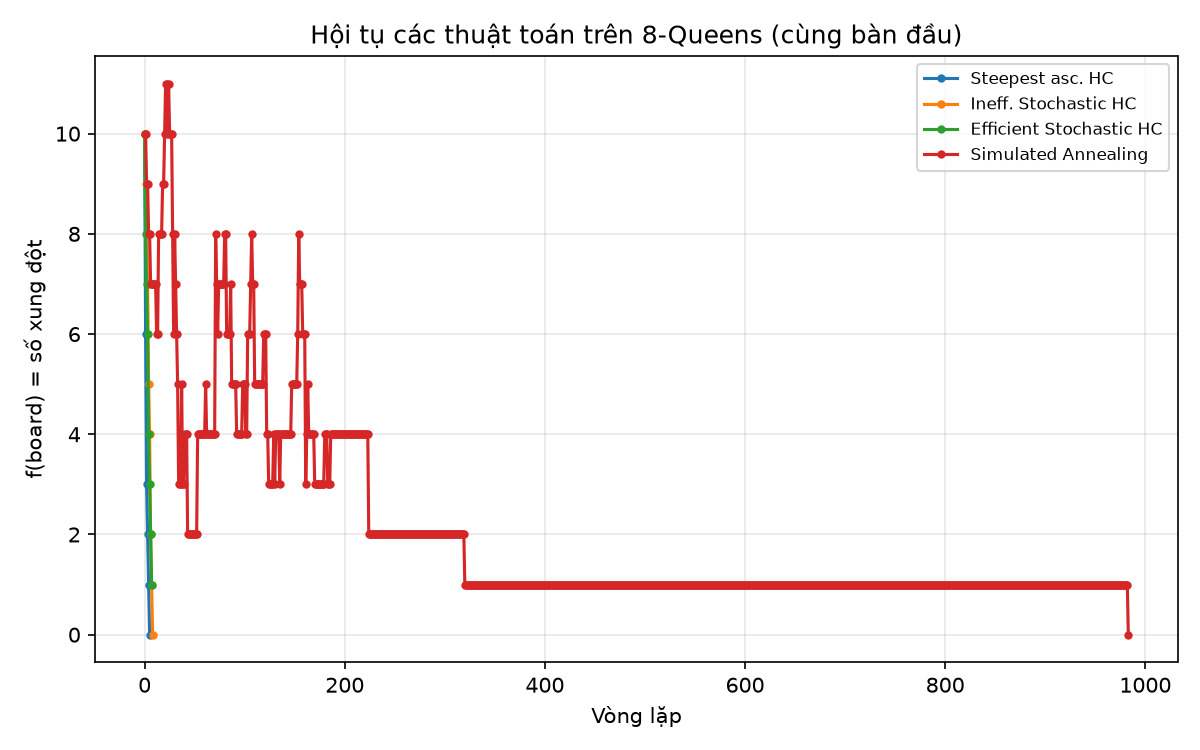 Hội tụ các thuật toán trên 8-Queens (cùng bàn đầu)
Steepest asc. HC
Ineff. Stochastic HC
Efficient Stochastic HC
Simulated Annealing
f(board) = số xung đột
10
8
6
4
2
0
0 200 400 600 800 1000
Vòng lặp